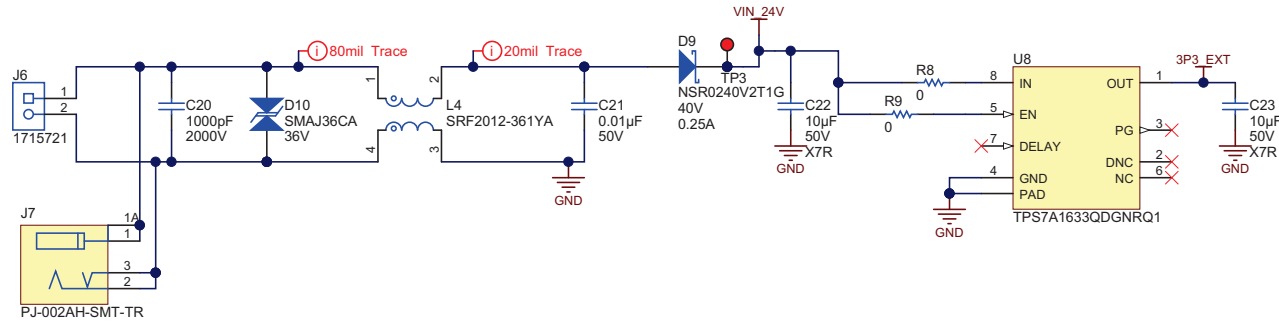 VIN_24V
80mil Trace
20mil Trace
D9
TP3
NSR0240V2T1G
40V
0.25A
J6
1
2
1715721
C20
1000pF
2000V
D10
SMAJ36CA
36V
1
2
4
3
L4
SRF2012-361YA
C21
0.01µF
50V
GND
C22
10µF
50V
X7R
GND
R8
0
R9
0
U8
8
IN
5
EN
7
DELAY
4
GND
PAD
OUT
1
PG
3
DNC
2
NC
6
TPS7A1633QDGNRQ1
GND
3P3_EXT
C23
10µF
50V
X7R
GND
J7
1A
1
3
2
PJ-002AH-SMT-TR